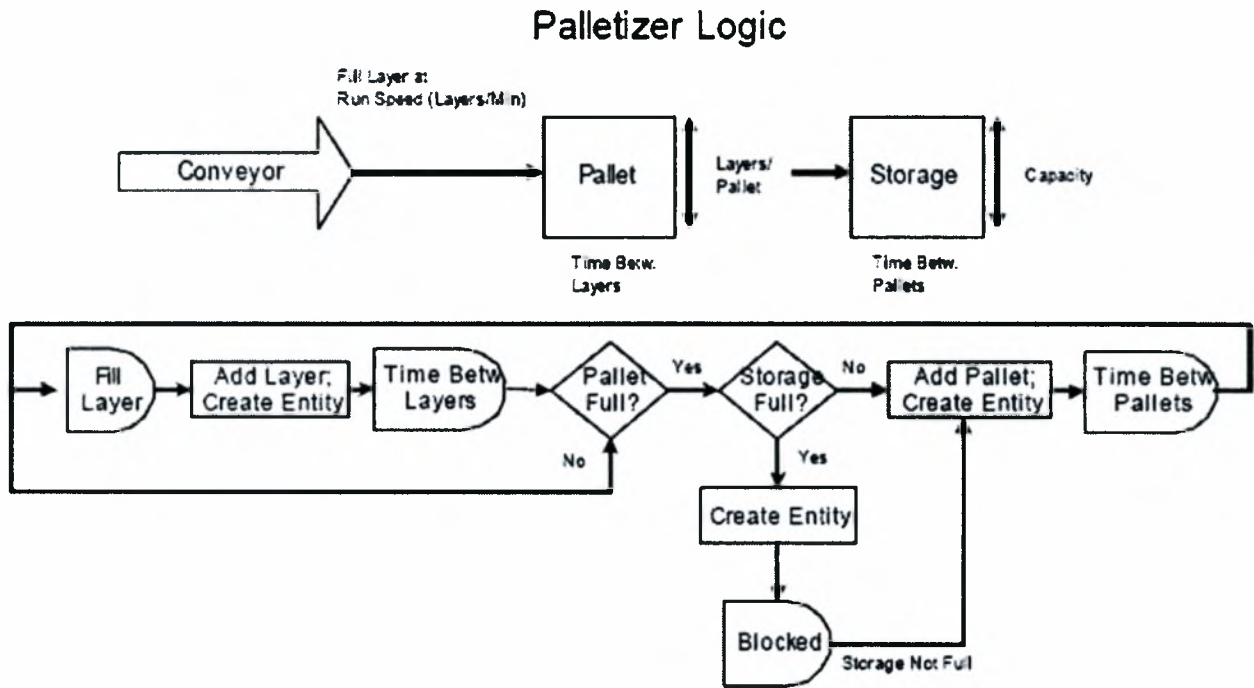 Palletizer Logic
Fill Layer at
Run Speed (Layers/Min)
Conveyor
Pallet
Layers/
Pallet
Storage
Capacity
Time Betw.
Layers
Time Betw.
Pallets
Fill
Layer
Add Layer;
Create Entity
Time Betw
Layers
Pallet
Full?
Yes
No
Storage
Full?
No
Yes
Add Pallet;
Create Entity
Time Betw
Pallets
Create Entity
Blocked
Storage Not Full